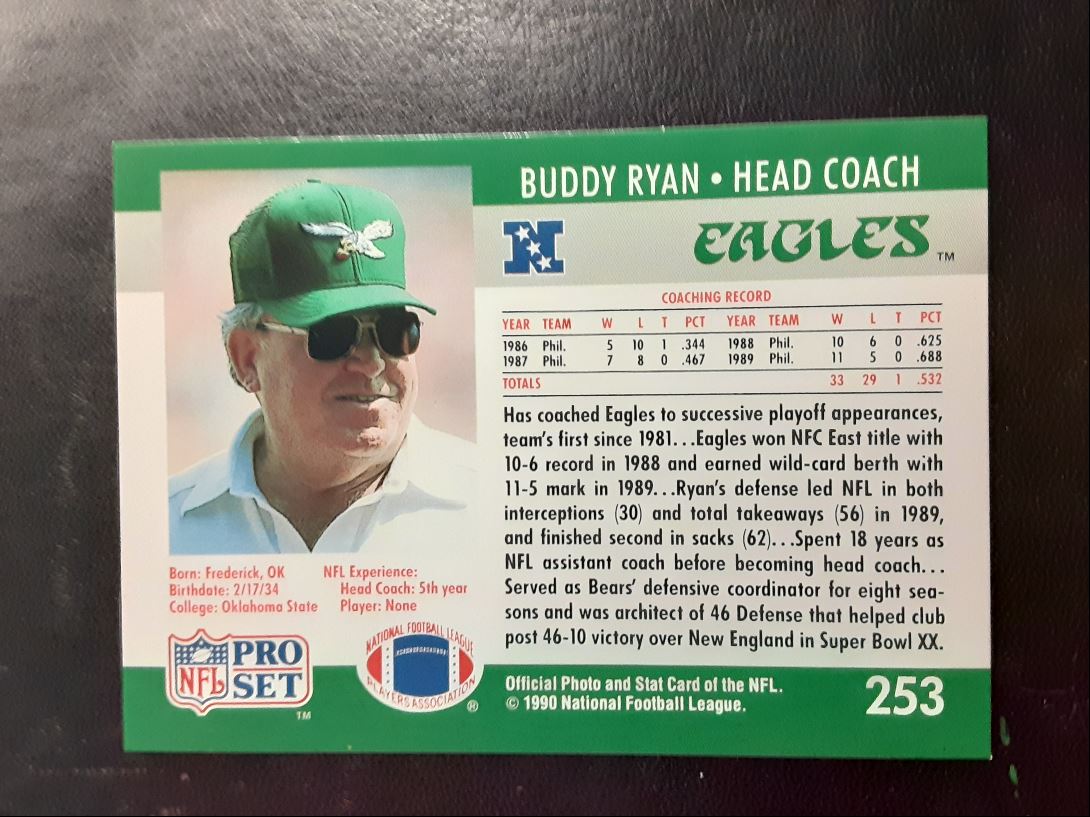 BUDDY RYAN • HEAD COACH
N
EAGLES™
COACHING RECORD
YEAR TEAM W L T PCT YEAR TEAM W L T PCT
1986 Phil. 5 10 1 .344 1988 Phil. 10 6 0 .625
1987 Phil. 7 8 0 .467 1989 Phil. 11 5 0 .688
TOTALS 33 29 1 .532
Has coached Eagles to successive playoff appearances,
team's first since 1981...Eagles won NFC East title with
10-6 record in 1988 and earned wild-card berth with
11-5 mark in 1989...Ryan's defense led NFL in both
interceptions (30) and total takeaways (56) in 1989,
and finished second in sacks (62)...Spent 18 years as
NFL assistant coach before becoming head coach...
Served as Bears' defensive coordinator for eight sea-
sons and was architect of 46 Defense that helped club
post 46-10 victory over New England in Super Bowl XX.
Born: Frederick, OK
Birthdate: 2/17/34
College: Oklahoma State
NFL Experience:
Head Coach: 5th year
Player: None
NFL PRO
SET™
NATIONAL FOOTBALL LEAGUE
PLAYERS ASSOCIATION®
Official Photo and Stat Card of the NFL.
© 1990 National Football League.
253